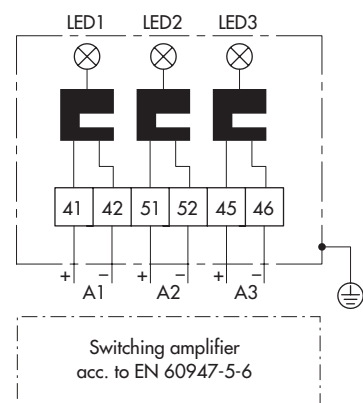 LED1 LED2 LED3
41 42 51 52 45 46
+ − + − + −
A1 A2 A3
Switching amplifier
acc. to EN 60947-5-6